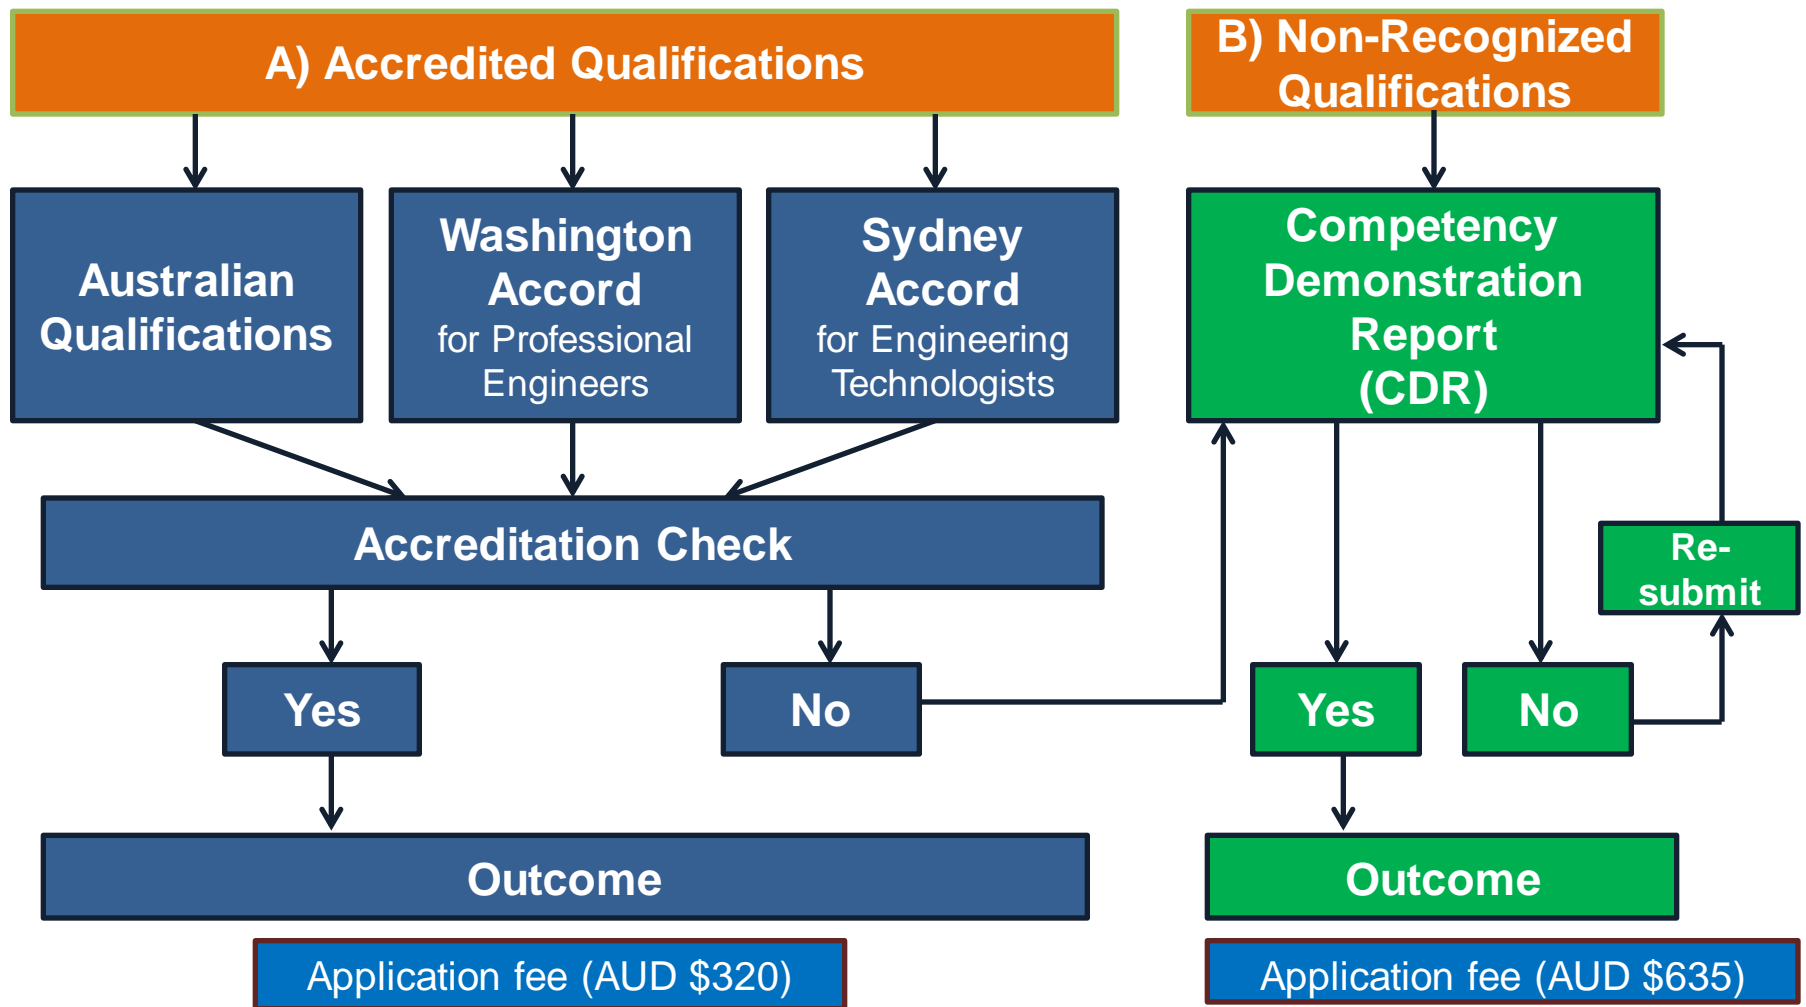 A) Accredited Qualifications
B) Non-Recognized
Qualifications
Australian
Qualifications
Washington
Accord
for Professional
Engineers
Sydney
Accord
for Engineering
Technologists
Competency
Demonstration
Report
(CDR)
Accreditation Check
Re-
submit
Yes
No
Yes
No
Outcome
Outcome
Application fee (AUD $320)
Application fee (AUD $635)